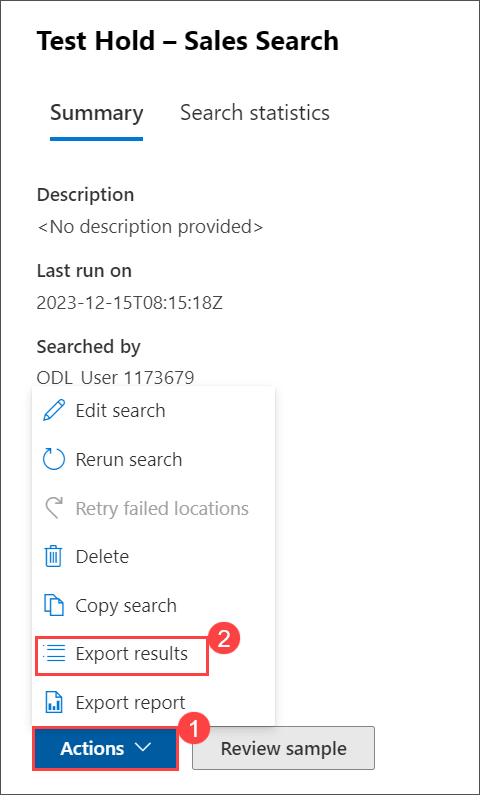 Test Hold – Sales Search
Summary Search statistics
Description
<No description provided>
Last run on
2023-12-15T08:15:18Z
Searched by
ODL_User 1173679
Edit search
Rerun search
Retry failed locations
Delete
Copy search
Export results 2
Export report
1
Actions Review sample